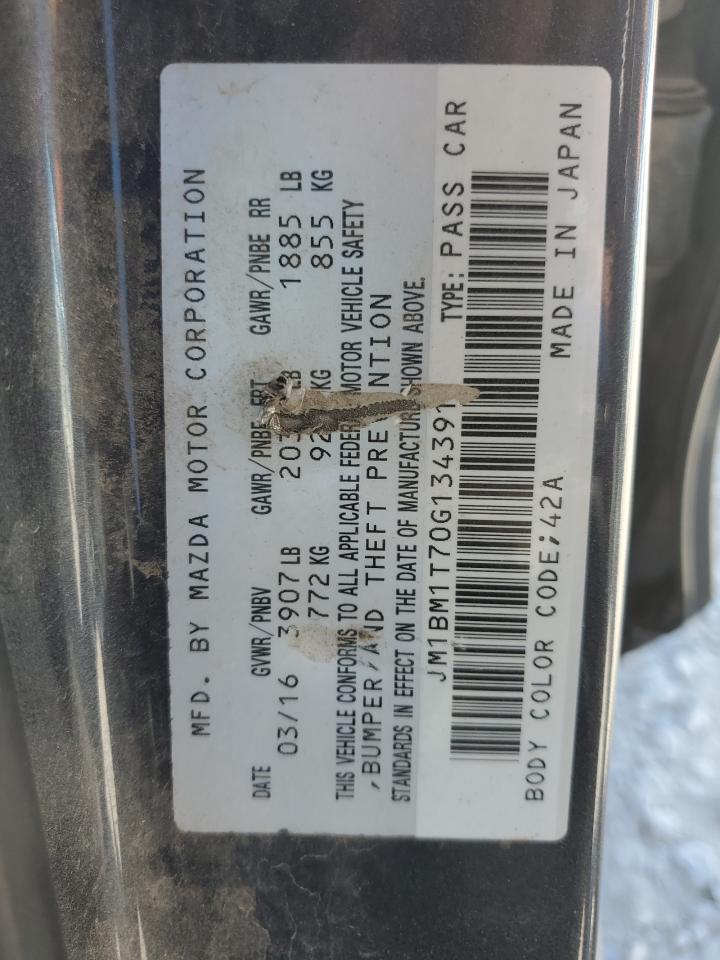 MFD. BY MAZDA MOTOR CORPORATION
DATE GVWR/PNBV GAWR/PNBE FRT GAWR/PNBE RR
03/16 3907 LB LB 1885 LB
772 KG KG 855 KG
THIS VEHICLE CONFORMS TO ALL APPLICABLE FEDERAL MOTOR VEHICLE SAFETY
,BUMPER,AND THEFT PREVENTION
STANDARDS IN EFFECT ON THE DATE OF MANUFACTURE SHOWN ABOVE.
JM1BM1T70G134391 TYPE: PASS CAR
BODY COLOR CODE;42A MADE IN JAPAN